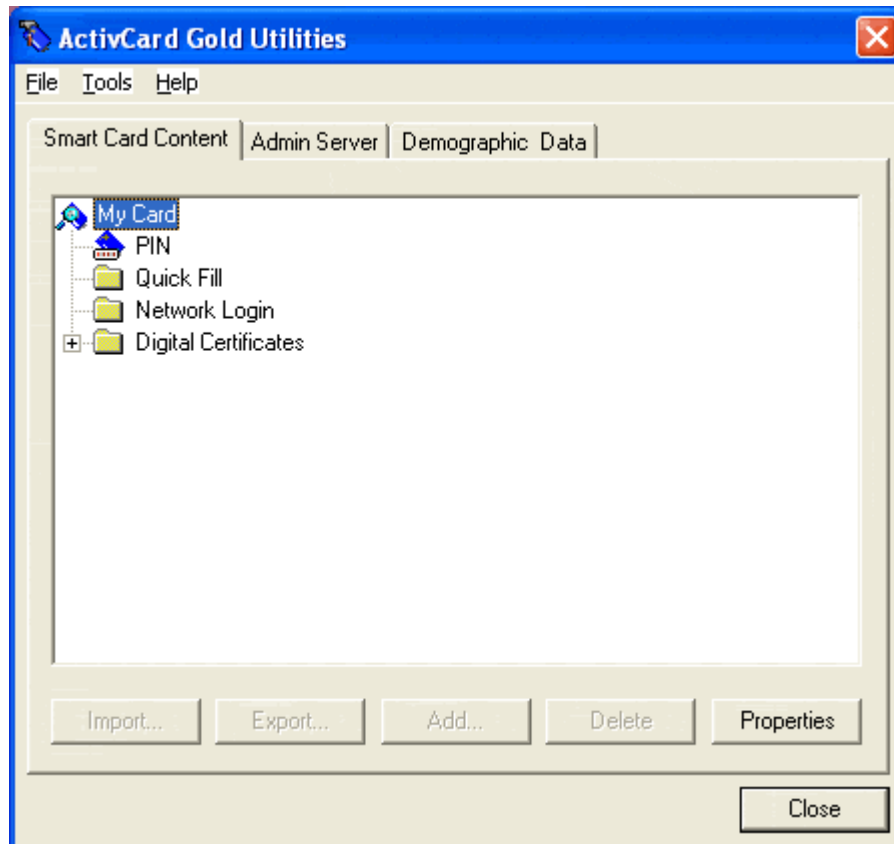 ActivCard Gold Utilities
File Tools Help
Smart Card Content Admin Server Demographic Data
My Card
PIN
Quick Fill
Network Login
Digital Certificates
Import... Export... Add... Delete Properties
Close